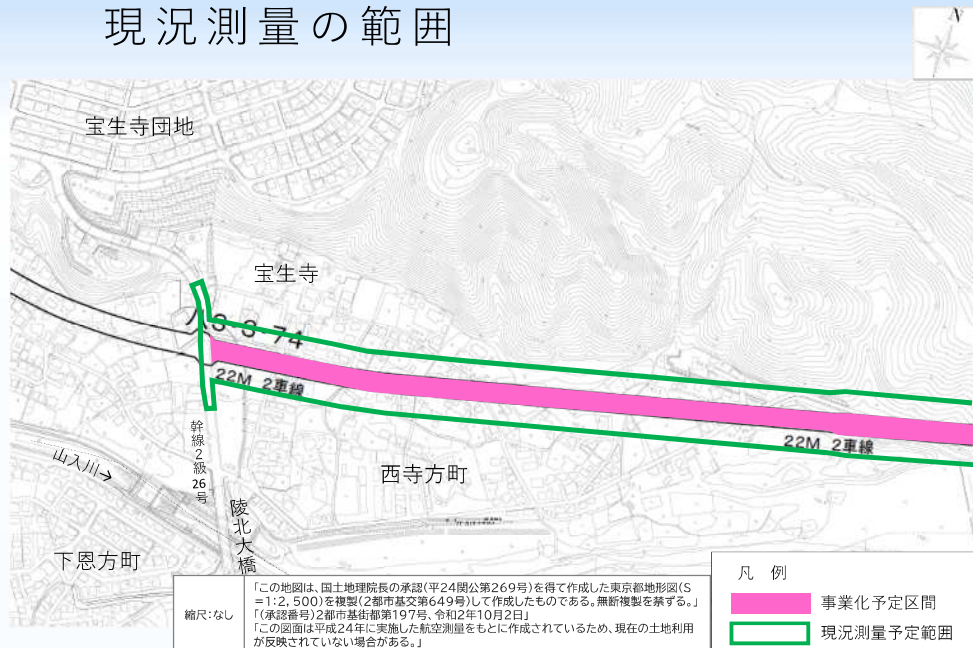 現況測量の範囲
N
宝生寺団地
宝生寺
八3・3・74
22M 2車線
22M 2車線
幹線2級26号
西寺方町
山入川→
陵北大橋
下恩方町
縮尺:なし
「この地図は、国土地理院長の承認(平24関公第269号)を得て作成した東京都地形図(S
=1:2,500)を複製(2都市基交第649号)して作成したものである。無断複製を禁ずる。」
「(承認番号)2都市基街都第197号、令和2年10月2日」
「この図面は平成24年に実施した航空測量をもとに作成されているため、現在の土地利用
が反映されていない場合がある。」
凡 例
事業化予定区間
現況測量予定範囲